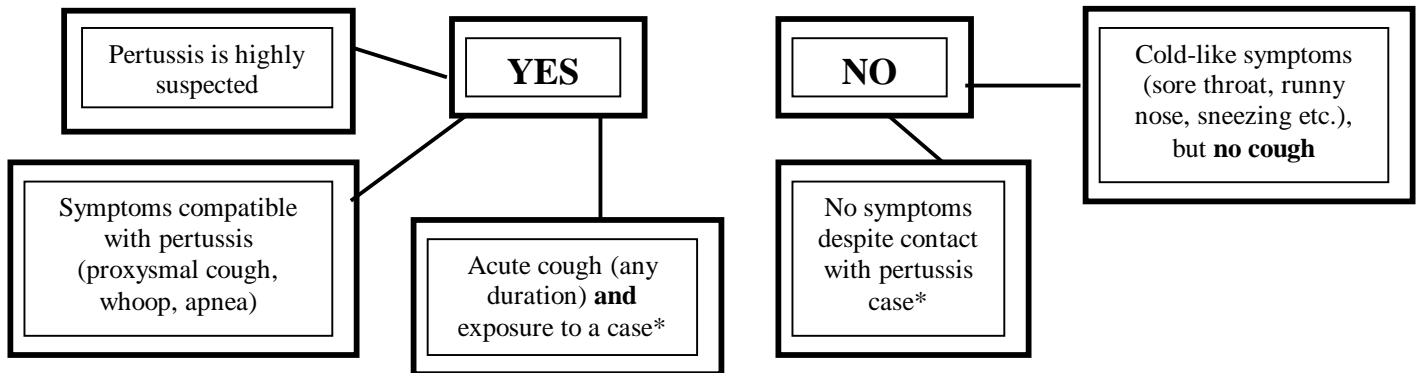 Pertussis is highly
suspected
YES
NO
Cold-like symptoms
(sore throat, runny
nose, sneezing etc.),
but no cough
Symptoms compatible
with pertussis
(proxysmal cough,
whoop, apnea)
Acute cough (any
duration) and
exposure to a case*
No symptoms
despite contact
with pertussis
case*